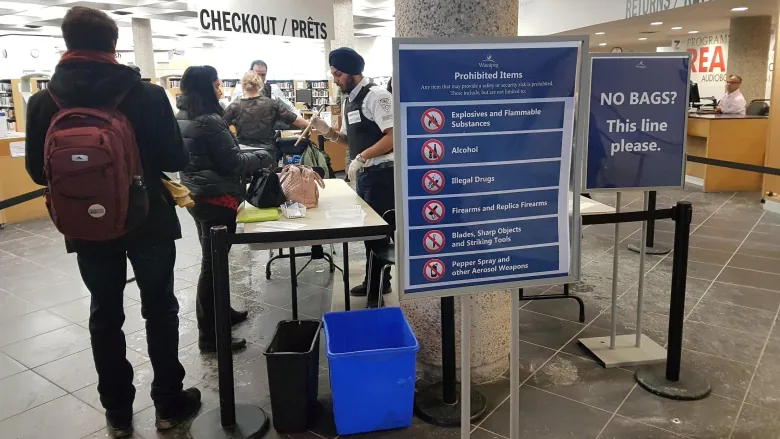 CHECKOUT / PRÊTS
RETURNS /
PROGRAM
REA
AUDIOBO
Winnipeg
Prohibited Items
Any item that may provide a safety or security risk is prohibited.
These include, but are not limited to:
Explosives and Flammable
Substances
Alcohol
Illegal Drugs
Firearms and Replica Firearms
Blades, Sharp Objects
and Striking Tools
Pepper Spray and
other Aerosol Weapons
Winnipeg
NO BAGS?
This line
please.